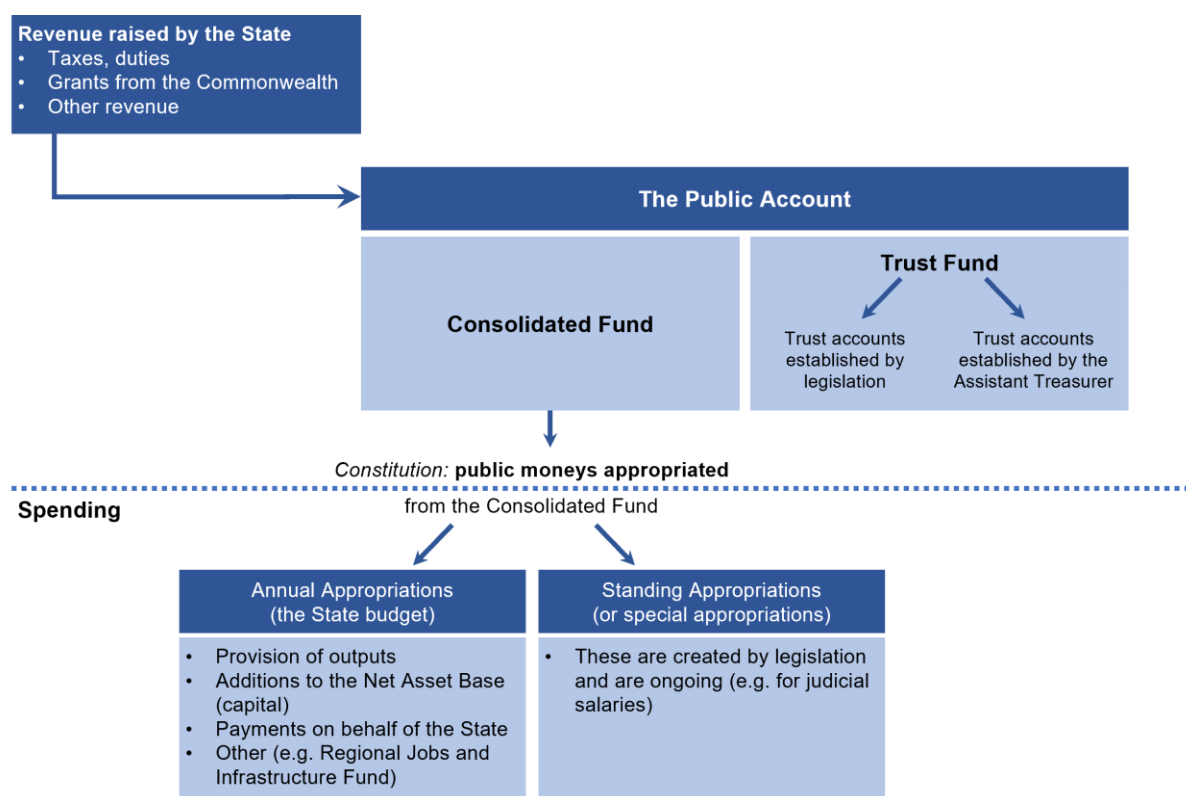 Revenue raised by the State
• Taxes, duties
• Grants from the Commonwealth
• Other revenue
The Public Account
Consolidated Fund
Trust Fund
Trust accounts
established by
legislation
Trust accounts
established by the
Assistant Treasurer
Constitution: public moneys appropriated
Spending
from the Consolidated Fund
Annual Appropriations
(the State budget)
• Provision of outputs
• Additions to the Net Asset Base
(capital)
• Payments on behalf of the State
• Other (e.g. Regional Jobs and
Infrastructure Fund)
Standing Appropriations
(or special appropriations)
• These are created by legislation
and are ongoing (e.g. for judicial
salaries)